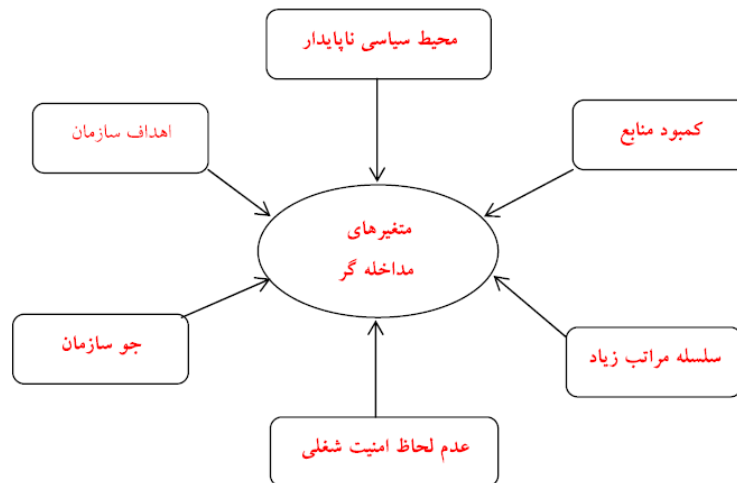 محیط سیاسی ناپایدار
کمبود منابع
اهداف سازمان
متغیرهای
مداخله گر
سلسله مراتب زیاد
جو سازمان
عدم لحاظ امنیت شغلی